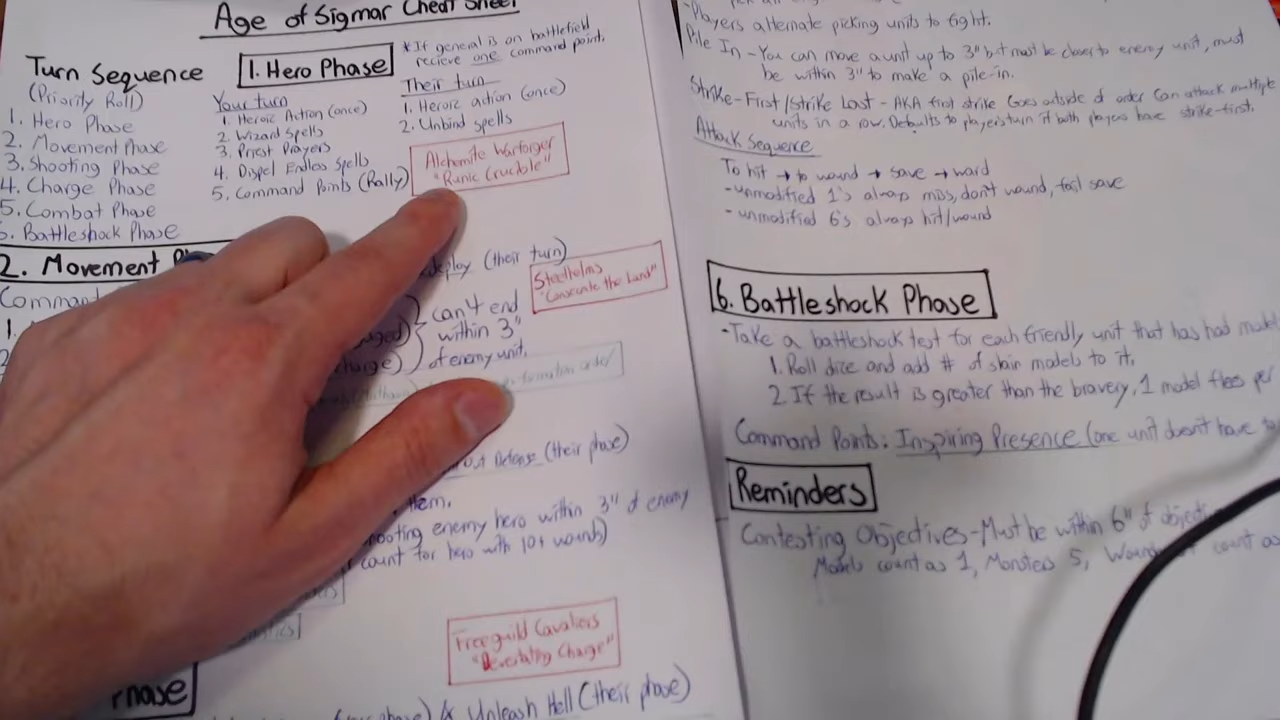 Age of Sigmar Cheat Sheet
Turn Sequence
(Priority Roll)
1. Hero Phase
2. Movement Phase
3. Shooting Phase
4. Charge Phase
5. Combat Phase
6. Battleshock Phase
1. Hero Phase
*If general is on battlefield
recieve one command point.
Your turn
1. Heroic Action (once)
2. Wizard Spells
3. Priest Prayers
4. Dispel Endless Spells
5. Command Points (Rally)
Their turn
1. Heroic action (once)
2. Unbind spells
Alchemite Warforger
"Runic Crucible"
2. Movement
Command
1.
2
(their turn)
can't end
within 3"
of enemy unit.
Steelhelms
"Consecrate the Land"
formation order
Defense (their phase)
enemy hero within 3" of enemy
count for hero with 10+ wounds)
Freeguild Cavaliers
"Devestating Charge"
Phase
& Unleash Hell (their phase)
-Players alternate picking units to fight.
Pile In - You can move a unit up to 3" but must be closer to enemy unit, must
be within 3" to make a pile-in.
Strike-First/Strike Last - AKA first strike Goes outside of order Can attack multiple
units in a row. Defaults to players turn if both players have strike-first.
Attack Sequence
To hit → to wound → save → ward
-unmodified 1's always miss, don't wound, fail save
-unmodified 6's always hit/wound
6. Battleshock Phase
-Take a battleshock test for each friendly unit that has had
1. Roll dice and add # of slain models to it.
2. If the result is greater than the bravery, 1 model flees per
Command Points: Inspiring Presence (one unit doesn't have
Reminders
Contesting Objectives-Must be within 6" of
Models count as 1, Monsters 5, count as